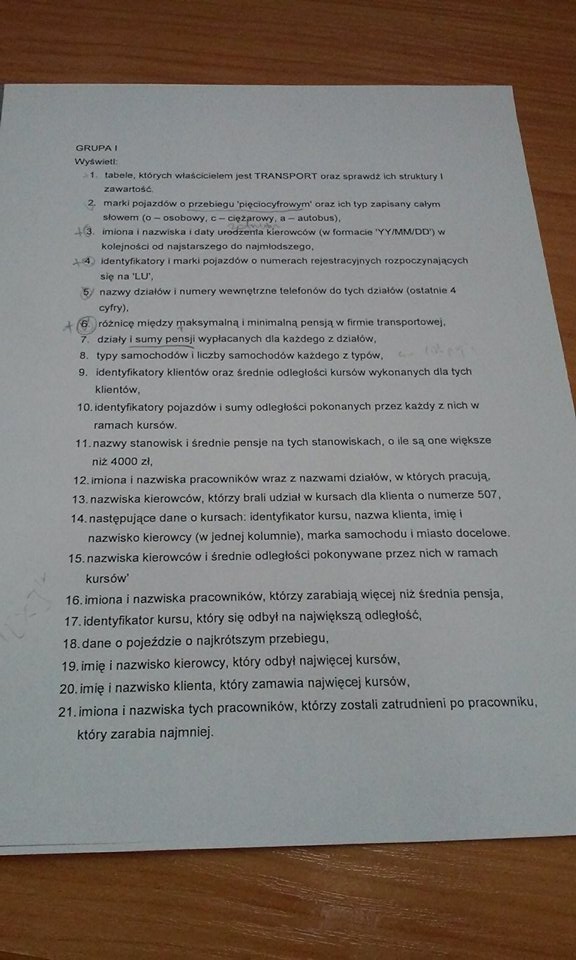 GRUPA I
Wyświetl:
1. tabele, których właścicielem jest TRANSPORT oraz sprawdź ich struktury I
zawartość.
2. marki pojazdów o przebiegu 'pięciocyfrowym' oraz ich typ zapisany całym
słowem (o – osobowy, c – ciężarowy, a – autobus),
3. imiona i nazwiska i daty urodzenia kierowców (w formacie 'YY/MM/DD') w
kolejności od najstarszego do najmłodszego,
4. identyfikatory i marki pojazdów o numerach rejestracyjnych rozpoczynających
się na 'LU',
5. nazwy działów i numery wewnętrzne telefonów do tych działów (ostatnie 4
cyfry),
6. różnicę między maksymalną i minimalną pensją w firmie transportowej,
7. działy i sumy pensji wypłacanych dla każdego z działów,
8. typy samochodów i liczby samochodów każdego z typów,
9. identyfikatory klientów oraz średnie odległości kursów wykonanych dla tych
klientów,
10. identyfikatory pojazdów i sumy odległości pokonanych przez każdy z nich w
ramach kursów.
11. nazwy stanowisk i średnie pensje na tych stanowiskach, o ile są one większe
niż 4000 zł,
12. imiona i nazwiska pracowników wraz z nazwami działów, w których pracują,
13. nazwiska kierowców, którzy brali udział w kursach dla klienta o numerze 507,
14. następujące dane o kursach: identyfikator kursu, nazwa klienta, imię i
nazwisko kierowcy (w jednej kolumnie), marka samochodu i miasto docelowe.
15. nazwiska kierowców i średnie odległości pokonywane przez nich w ramach
kursów'
16. imiona i nazwiska pracowników, którzy zarabiają więcej niż średnia pensja,
17. identyfikator kursu, który się odbył na największą odległość,
18. dane o pojeździe o najkrótszym przebiegu,
19. imię i nazwisko kierowcy, który odbył najwięcej kursów,
20. imię i nazwisko klienta, który zamawia najwięcej kursów,
21. imiona i nazwiska tych pracowników, którzy zostali zatrudnieni po pracowniku,
który zarabia najmniej.